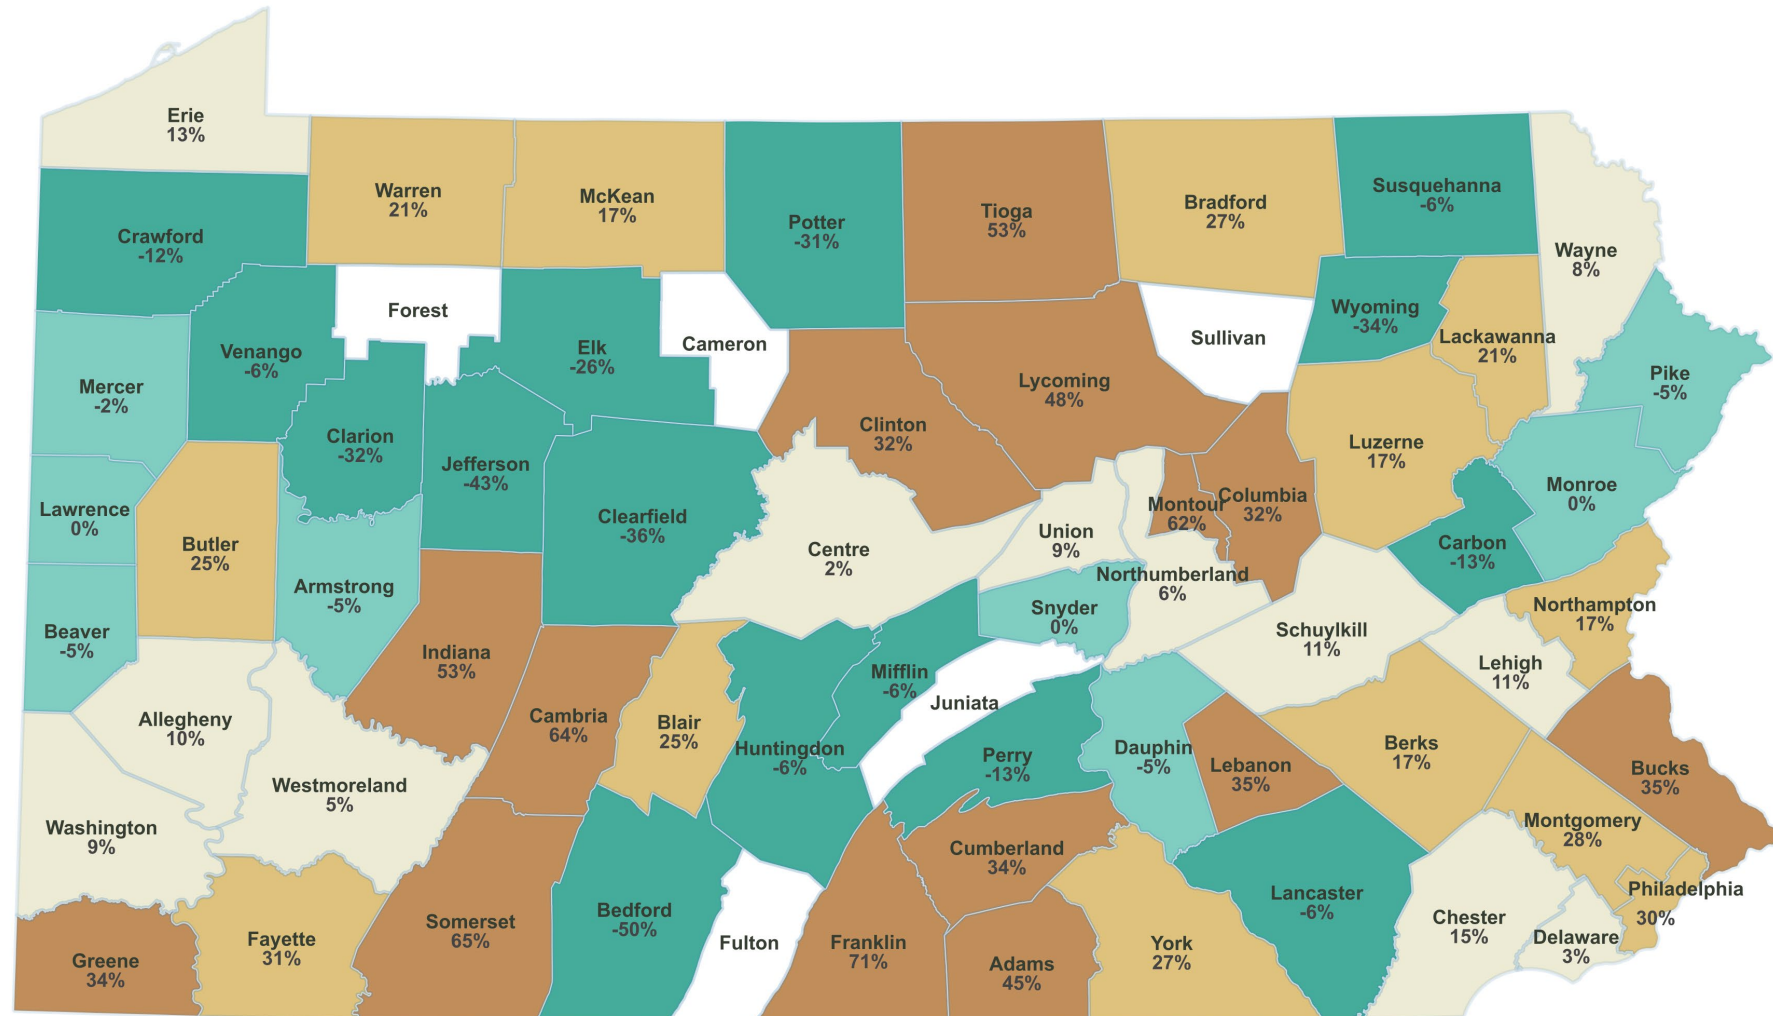 Erie
13%
Warren
21%
McKean
17%
Potter
-31%
Tioga
53%
Bradford
27%
Susquehanna
-6%
Wayne
8%
Crawford
-12%
Forest
Venango
-6%
Elk
-26%
Cameron
Sullivan
Wyoming
-34%
Lackawanna
21%
Pike
-5%
Mercer
-2%
Clarion
-32%
Jefferson
-43%
Clinton
32%
Lycoming
48%
Luzerne
17%
Monroe
0%
Lawrence
0%
Butler
25%
Clearfield
-36%
Centre
2%
Union
9%
Montour
62%
Columbia
32%
Carbon
-13%
Armstrong
-5%
Northumberland
6%
Snyder
0%
Northampton
17%
Beaver
-5%
Indiana
53%
Mifflin
-6%
Schuylkill
11%
Lehigh
11%
Allegheny
10%
Cambria
64%
Blair
25%
Huntingdon
-6%
Juniata
Perry
-13%
Dauphin
-5%
Lebanon
35%
Berks
17%
Bucks
35%
Westmoreland
5%
Washington
9%
Cumberland
34%
Montgomery
28%
Lancaster
-6%
Philadelphia
30%
Greene
34%
Fayette
31%
Somerset
65%
Bedford
-50%
Fulton
Franklin
71%
Adams
45%
York
27%
Chester
15%
Delaware
3%